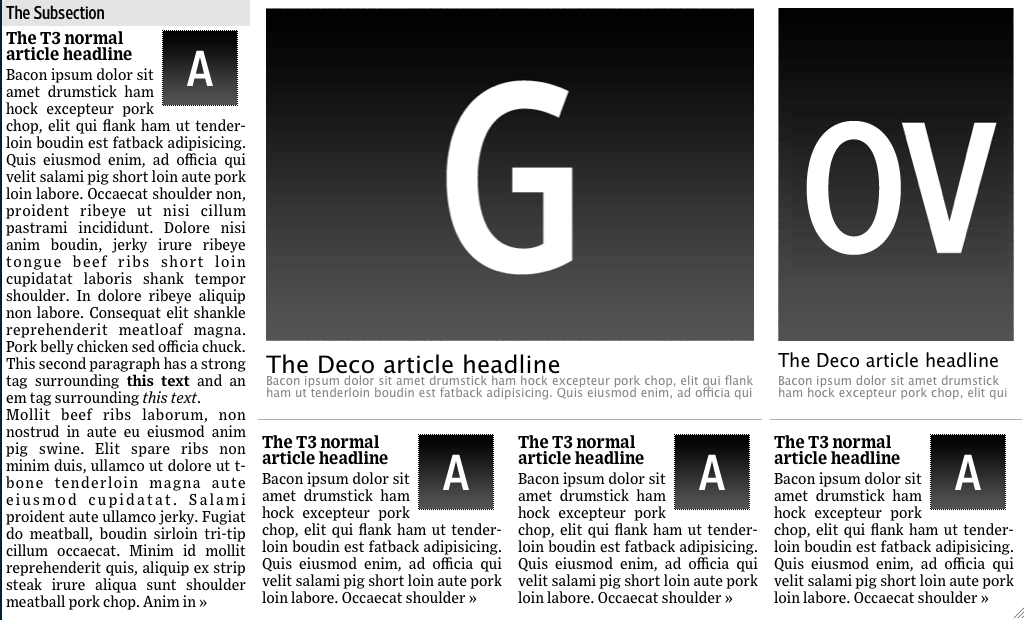 The Subsection
The T3 normal
article headline
A
Bacon ipsum dolor sit
amet drumstick ham
hock excepteur pork
chop, elit qui flank ham ut tender-
loin boudin est fatback adipisicing.
Quis eiusmod enim, ad officia qui
velit salami pig short loin aute pork
loin labore. Occaecat shoulder non,
proident ribeye ut nisi cillum
pastrami incididunt. Dolore nisi
anim boudin, jerky irure ribeye
tongue beef ribs short loin
cupidatat laboris shank tempor
shoulder. In dolore ribeye aliquip
non labore. Consequat elit shankle
reprehenderit meatloaf magna.
Pork belly chicken sed officia chuck.
This second paragraph has a strong
tag surrounding this text and an
em tag surrounding this text.
Mollit beef ribs laborum, non
nostrud in aute eu eiusmod anim
pig swine. Elit spare ribs non
minim duis, ullamco ut dolore ut t-
bone tenderloin magna aute
eiusmod cupidatat. Salami
proident aute ullamco jerky. Fugiat
do meatball, boudin sirloin tri-tip
cillum occaecat. Minim id mollit
reprehenderit quis, aliquip ex strip
steak irure aliqua sunt shoulder
meatball pork chop. Anim in »
G
The Deco article headline
Bacon ipsum dolor sit amet drumstick ham hock excepteur pork chop, elit qui flank
ham ut tenderloin boudin est fatback adipisicing. Quis eiusmod enim, ad officia qui
OV
The Deco article headline
Bacon ipsum dolor sit amet drumstick
ham hock excepteur pork chop, elit qui
The T3 normal
article headline
A
Bacon ipsum dolor sit
amet drumstick ham
hock excepteur pork
chop, elit qui flank ham ut tender-
loin boudin est fatback adipisicing.
Quis eiusmod enim, ad officia qui
velit salami pig short loin aute pork
loin labore. Occaecat shoulder »
The T3 normal
article headline
A
Bacon ipsum dolor sit
amet drumstick ham
hock excepteur pork
chop, elit qui flank ham ut tender-
loin boudin est fatback adipisicing.
Quis eiusmod enim, ad officia qui
velit salami pig short loin aute pork
loin labore. Occaecat shoulder »
The T3 normal
article headline
A
Bacon ipsum dolor sit
amet drumstick ham
hock excepteur pork
chop, elit qui flank ham ut tender-
loin boudin est fatback adipisicing.
Quis eiusmod enim, ad officia qui
velit salami pig short loin aute pork
loin labore. Occaecat shoulder »